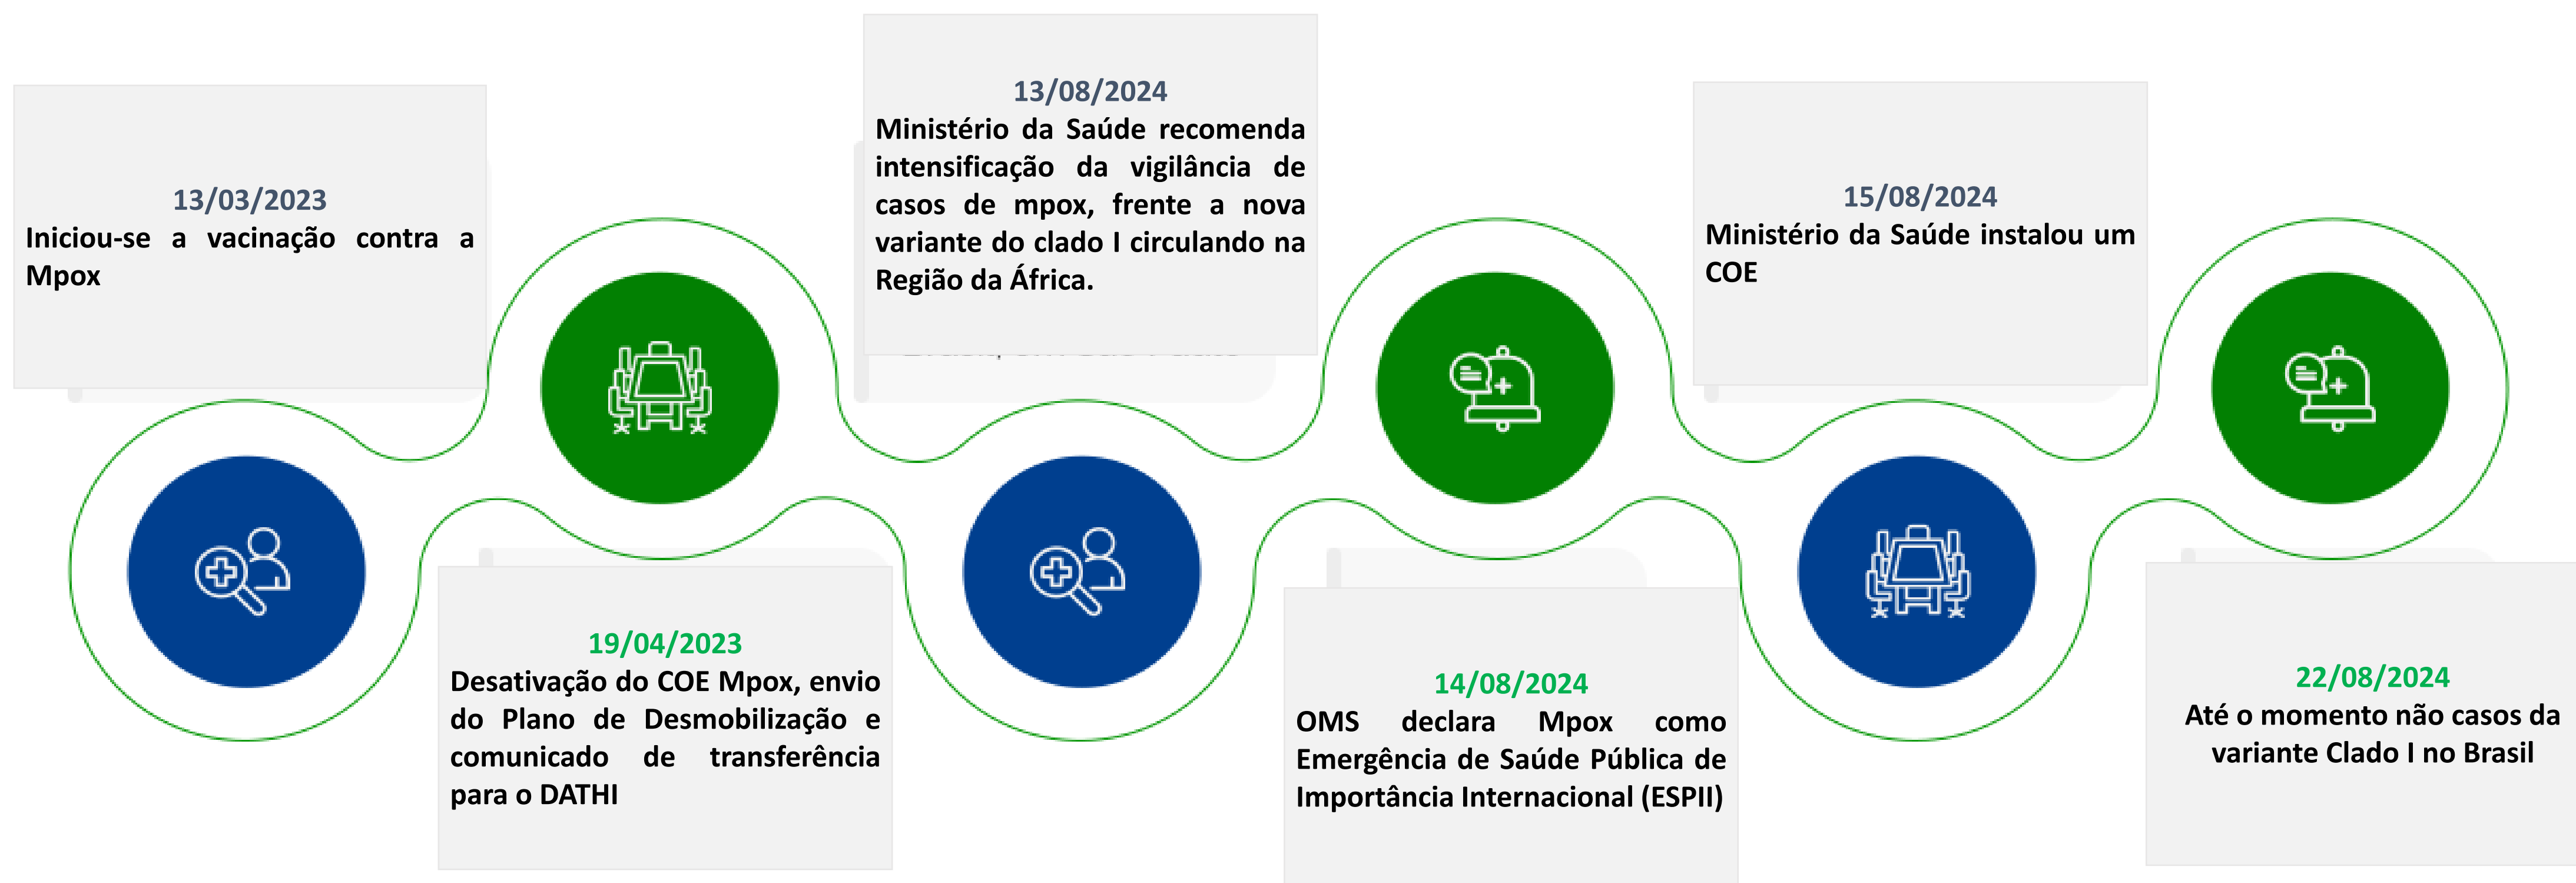 13/03/2023
Iniciou-se a vacinação contra a
Mpox
19/04/2023
Desativação do COE Mpox, envio
do Plano de Desmobilização e
comunicado de transferência
para o DATHI
13/08/2024
Ministério da Saúde recomenda
intensificação da vigilância de
casos de mpox, frente a nova
variante do clado I circulando na
Região da África.
14/08/2024
OMS declara Mpox como
Emergência de Saúde Pública de
Importância Internacional (ESPII)
15/08/2024
Ministério da Saúde instalou um
COE
22/08/2024
Até o momento não casos da
variante Clado I no Brasil